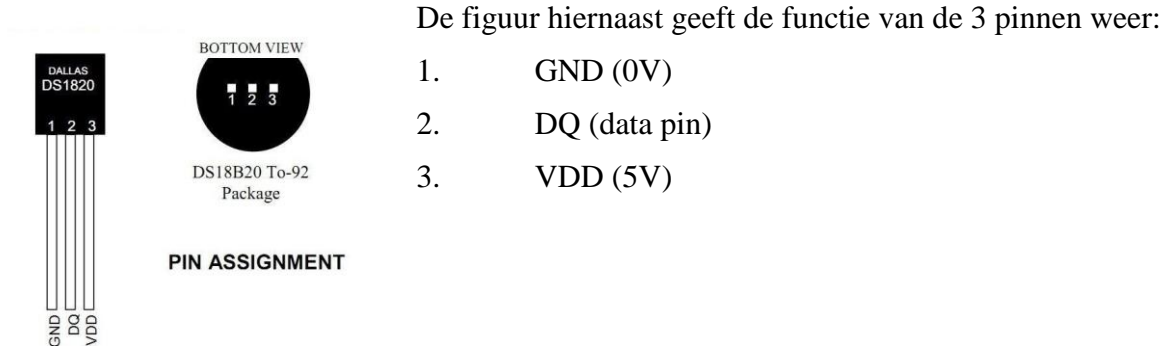 De figuur hiernaast geeft de functie van de 3 pinnen weer:
1. GND (0V)
2. DQ (data pin)
3. VDD (5V)
DALLAS
DS1820
1 2 3
GND
DQ
VDD
BOTTOM VIEW
1 2 3
DS18B20 To-92
Package
PIN ASSIGNMENT